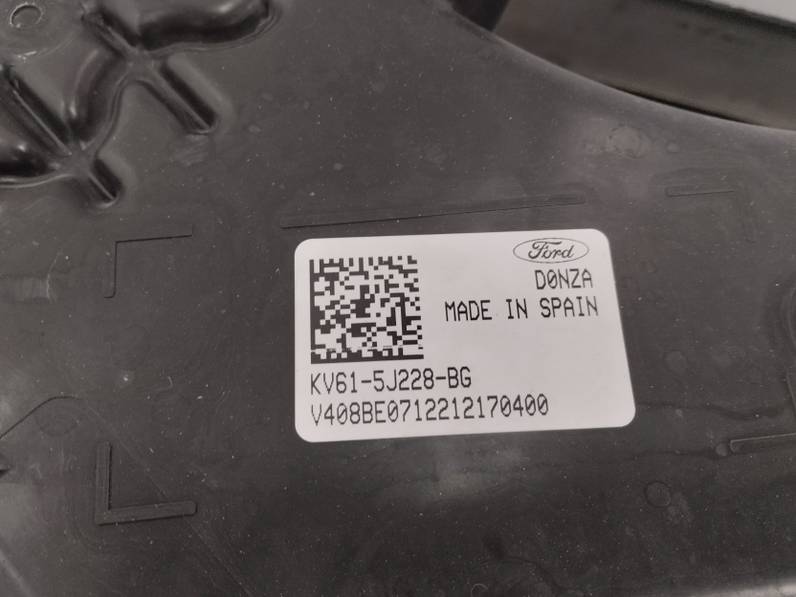 Ford
D0NZA
MADE IN SPAIN
KV61-5J228-BG
V408BE0712212170400